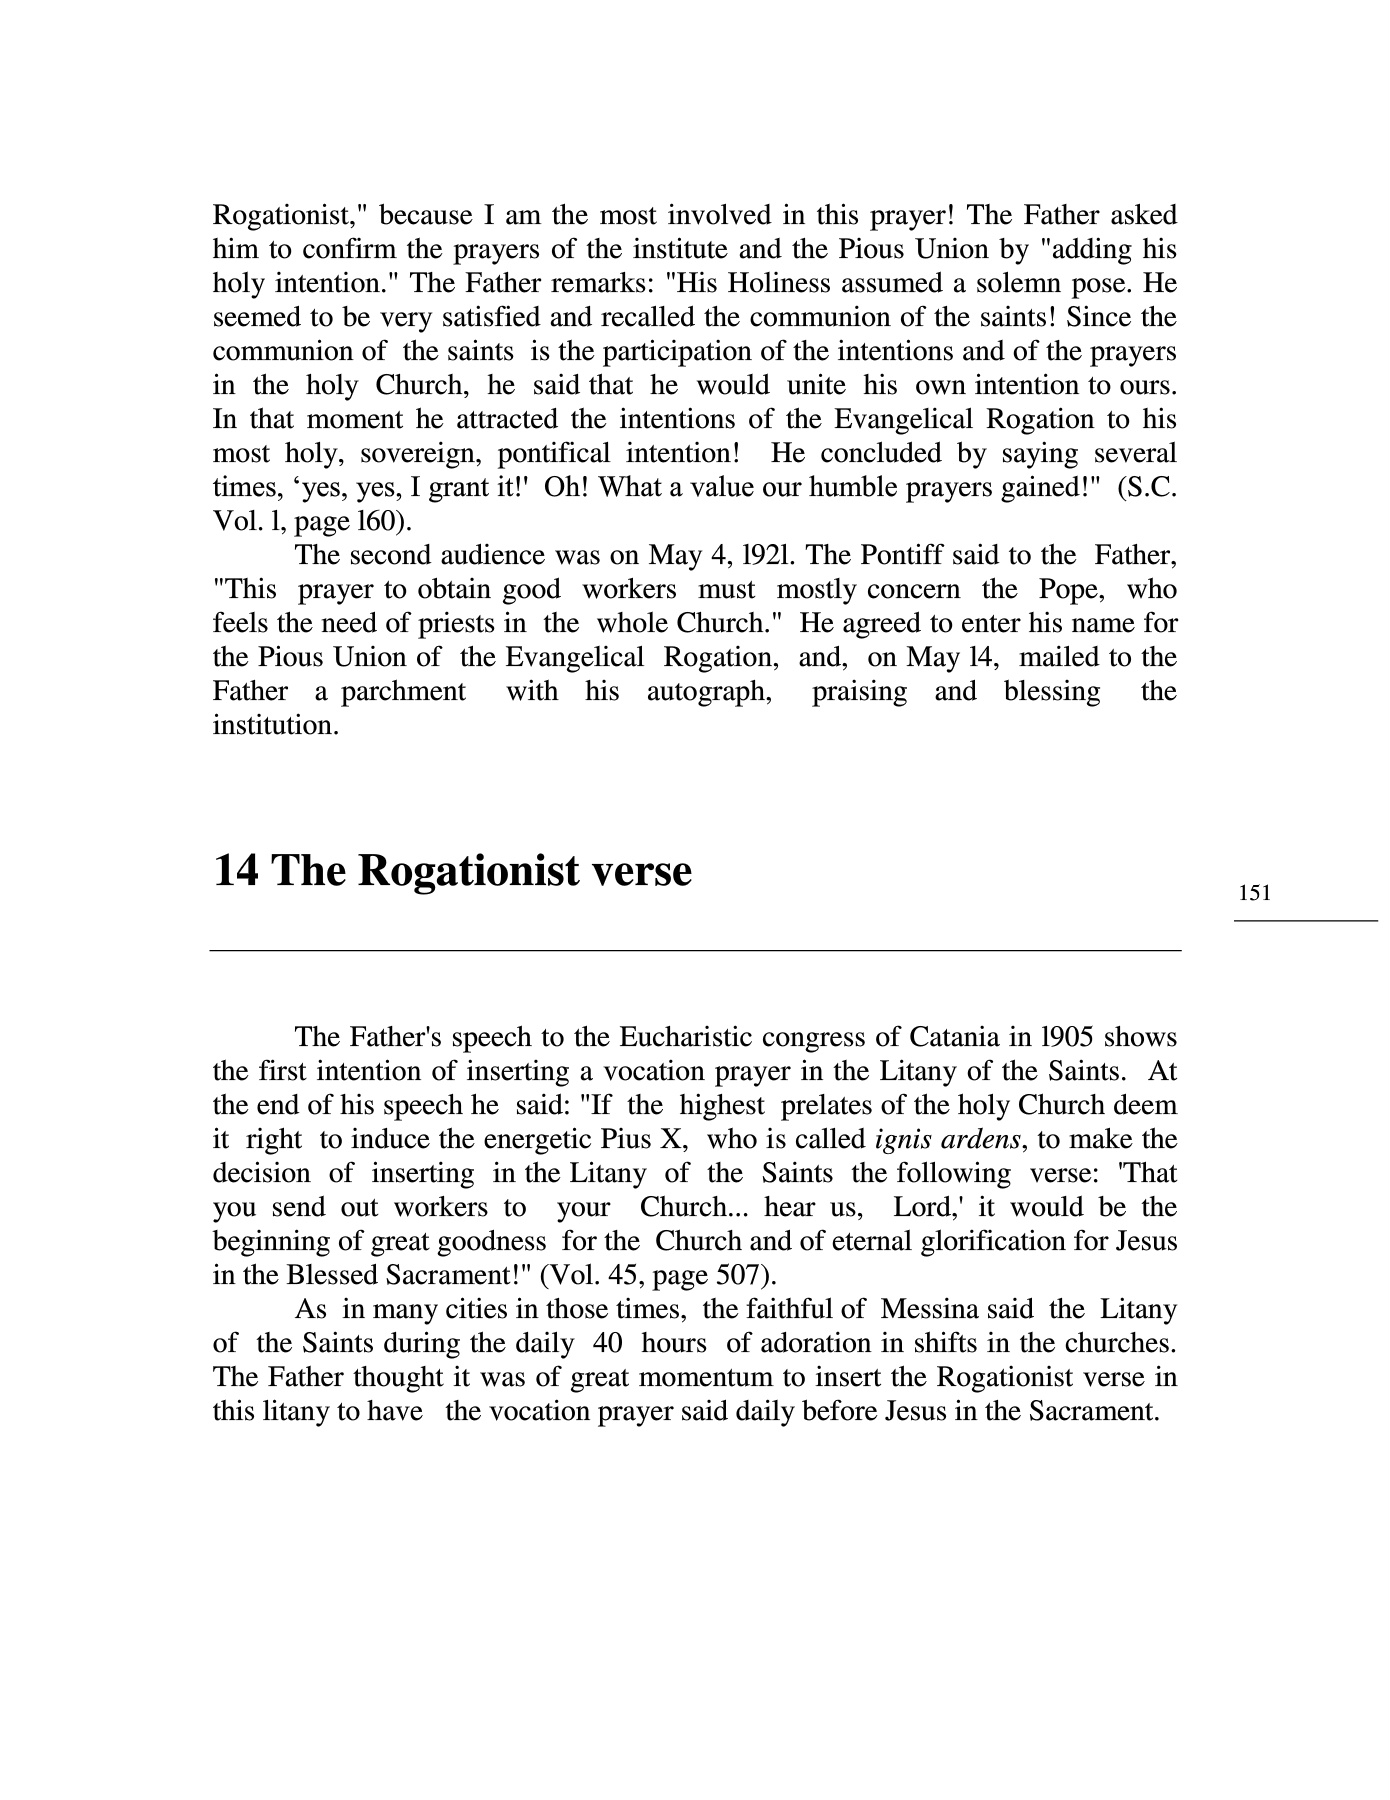 Rogationist," because I am the most involved in this prayer! The Father asked
him to confirm the prayers of the institute and the Pious Union by "adding his
holy intention." The Father remarks: "His Holiness assumed a solemn pose. He
seemed to be very satisfied and recalled the communion of the saints! Since the
communion of the saints is the participation of the intentions and of the prayers
in the holy Church, he said that he would unite his own intention to ours.
In that moment he attracted the intentions of the Evangelical Rogation to his
most holy, sovereign, pontifical intention! He concluded by saying several
times, ‘yes, yes, I grant it!' Oh! What a value our humble prayers gained!" (S.C.
Vol. l, page l60).
The second audience was on May 4, l92l. The Pontiff said to the Father,
"This prayer to obtain good workers must mostly concern the Pope, who
feels the need of priests in the whole Church." He agreed to enter his name for
the Pious Union of the Evangelical Rogation, and, on May l4, mailed to the
Father a parchment with his autograph, praising and blessing the
institution.
14 The Rogationist verse
151
The Father's speech to the Eucharistic congress of Catania in l905 shows
the first intention of inserting a vocation prayer in the Litany of the Saints. At
the end of his speech he said: "If the highest prelates of the holy Church deem
it right to induce the energetic Pius X, who is called ignis ardens, to make the
decision of inserting in the Litany of the Saints the following verse: 'That
you send out workers to your Church... hear us, Lord,' it would be the
beginning of great goodness for the Church and of eternal glorification for Jesus
in the Blessed Sacrament!" (Vol. 45, page 507).
As in many cities in those times, the faithful of Messina said the Litany
of the Saints during the daily 40 hours of adoration in shifts in the churches.
The Father thought it was of great momentum to insert the Rogationist verse in
this litany to have the vocation prayer said daily before Jesus in the Sacrament.